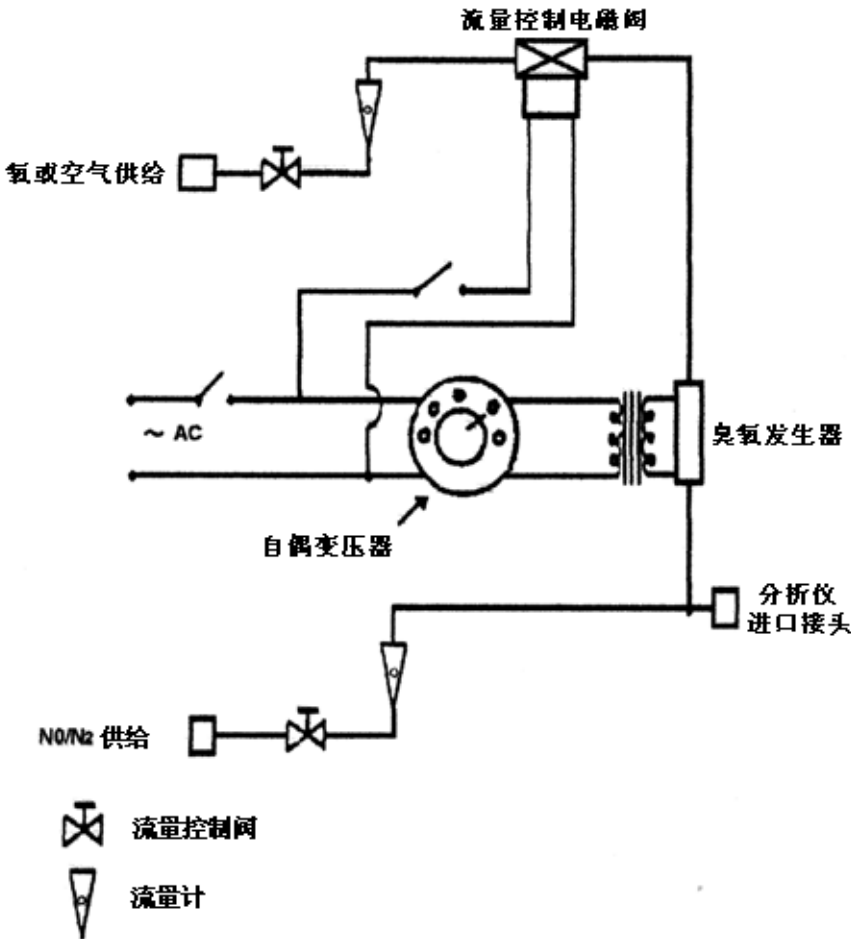 流量控制电磁阀
氧或空气供给
~ AC
臭氧发生器
自偶变压器
分析仪
进口接头
N0/N2 供给
流量控制阀
流量计